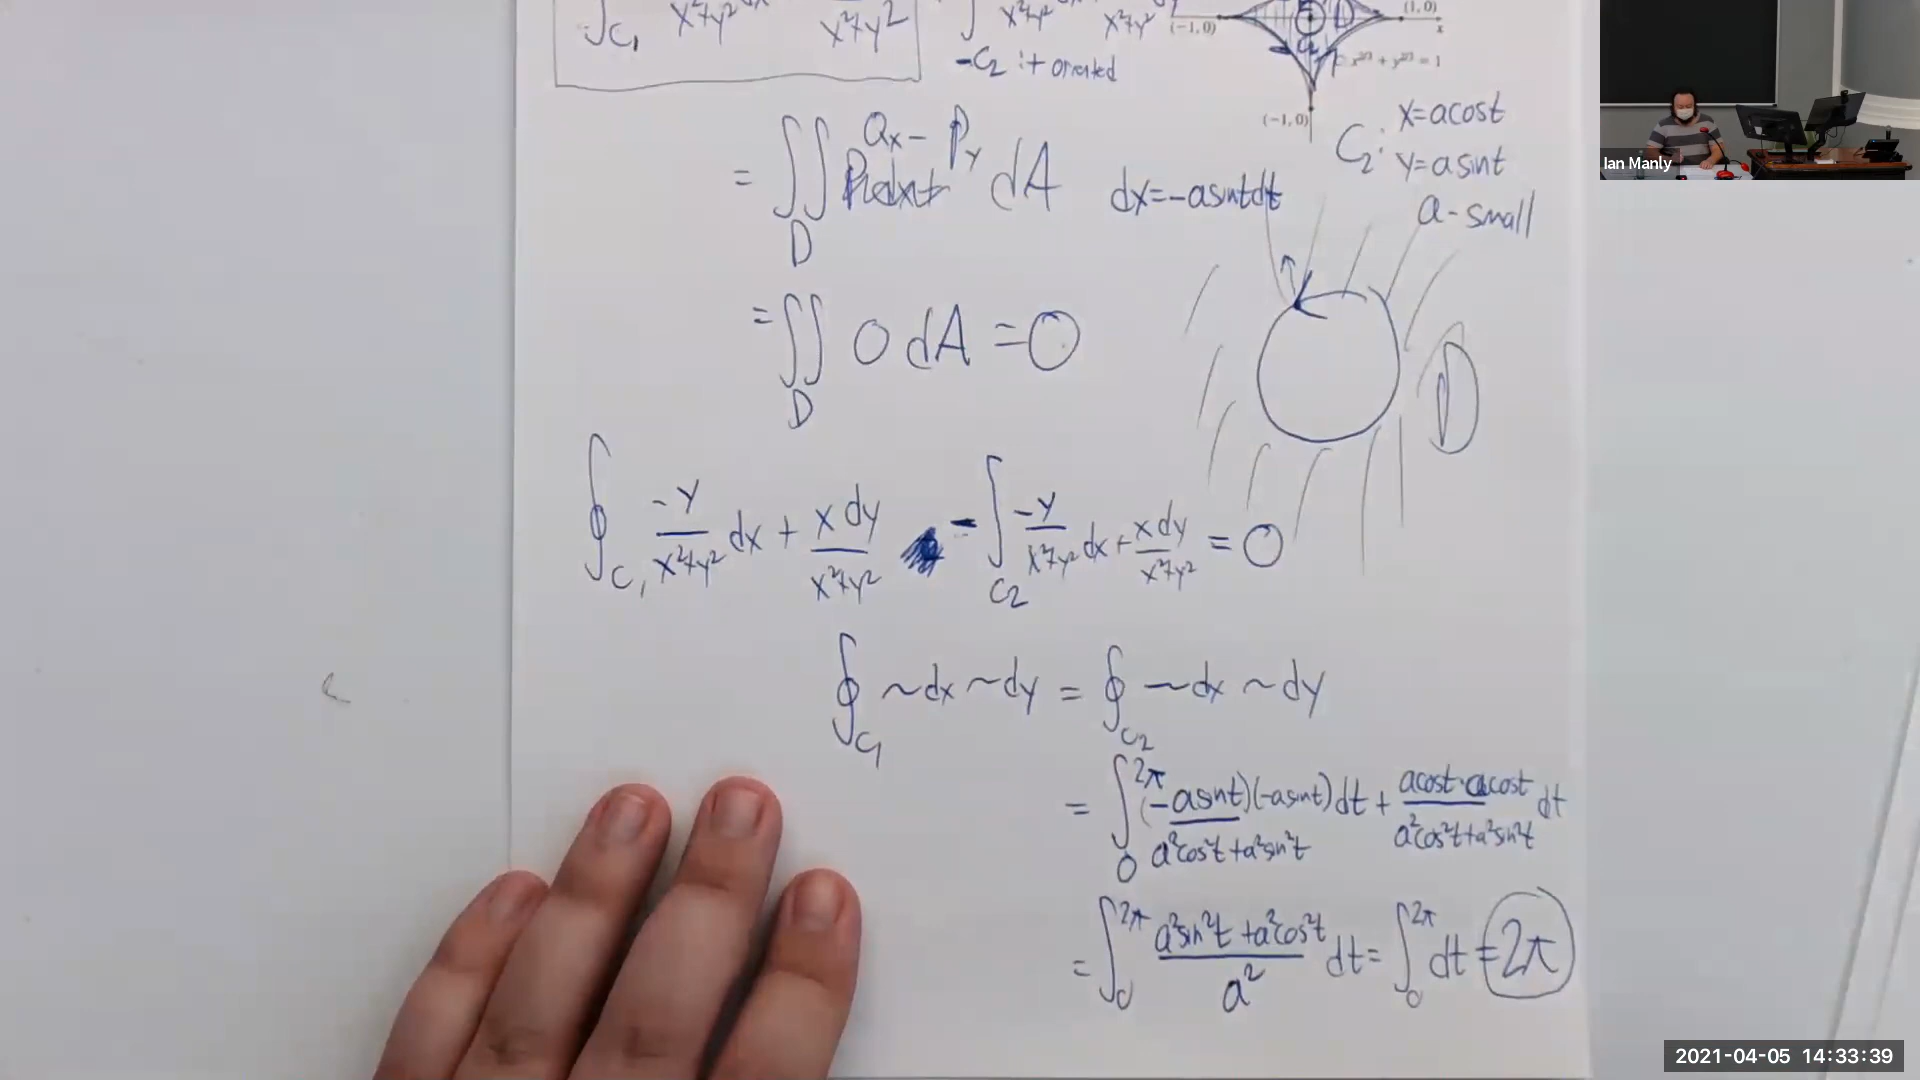 ∫C₁ x²+y² dx x²+y² ∫ x²+y² x²+y²
-C₂ : + oriented
(-1, 0)
(1, 0)
x
x^{2/3} + y^{2/3} = 1
(-1, 0)
= ∬D Qx - Py dA
dx = -asintdt
C₂: x=acost
y=asint
a-small
= ∬D 0 dA = 0
D
∮C₁ -y/x²+y² dx + x dy/x²+y² - ∫C₂ -y/x²+y² dx + x dy/x²+y² = 0
∮C₁ ~dx ~dy = ∮C₂ ~dx ~dy
= ∫₀^{2π} (-asint)(-asint)dt/a²cos²t+a²sin²t + acost·acost/a²cos²t+a²sin²t dt
= ∫₀^{2π} a²sin²t +a²cos²t/a² dt = ∫₀^{2π} dt = 2π
Ian Manly
2021-04-05 14:33:39